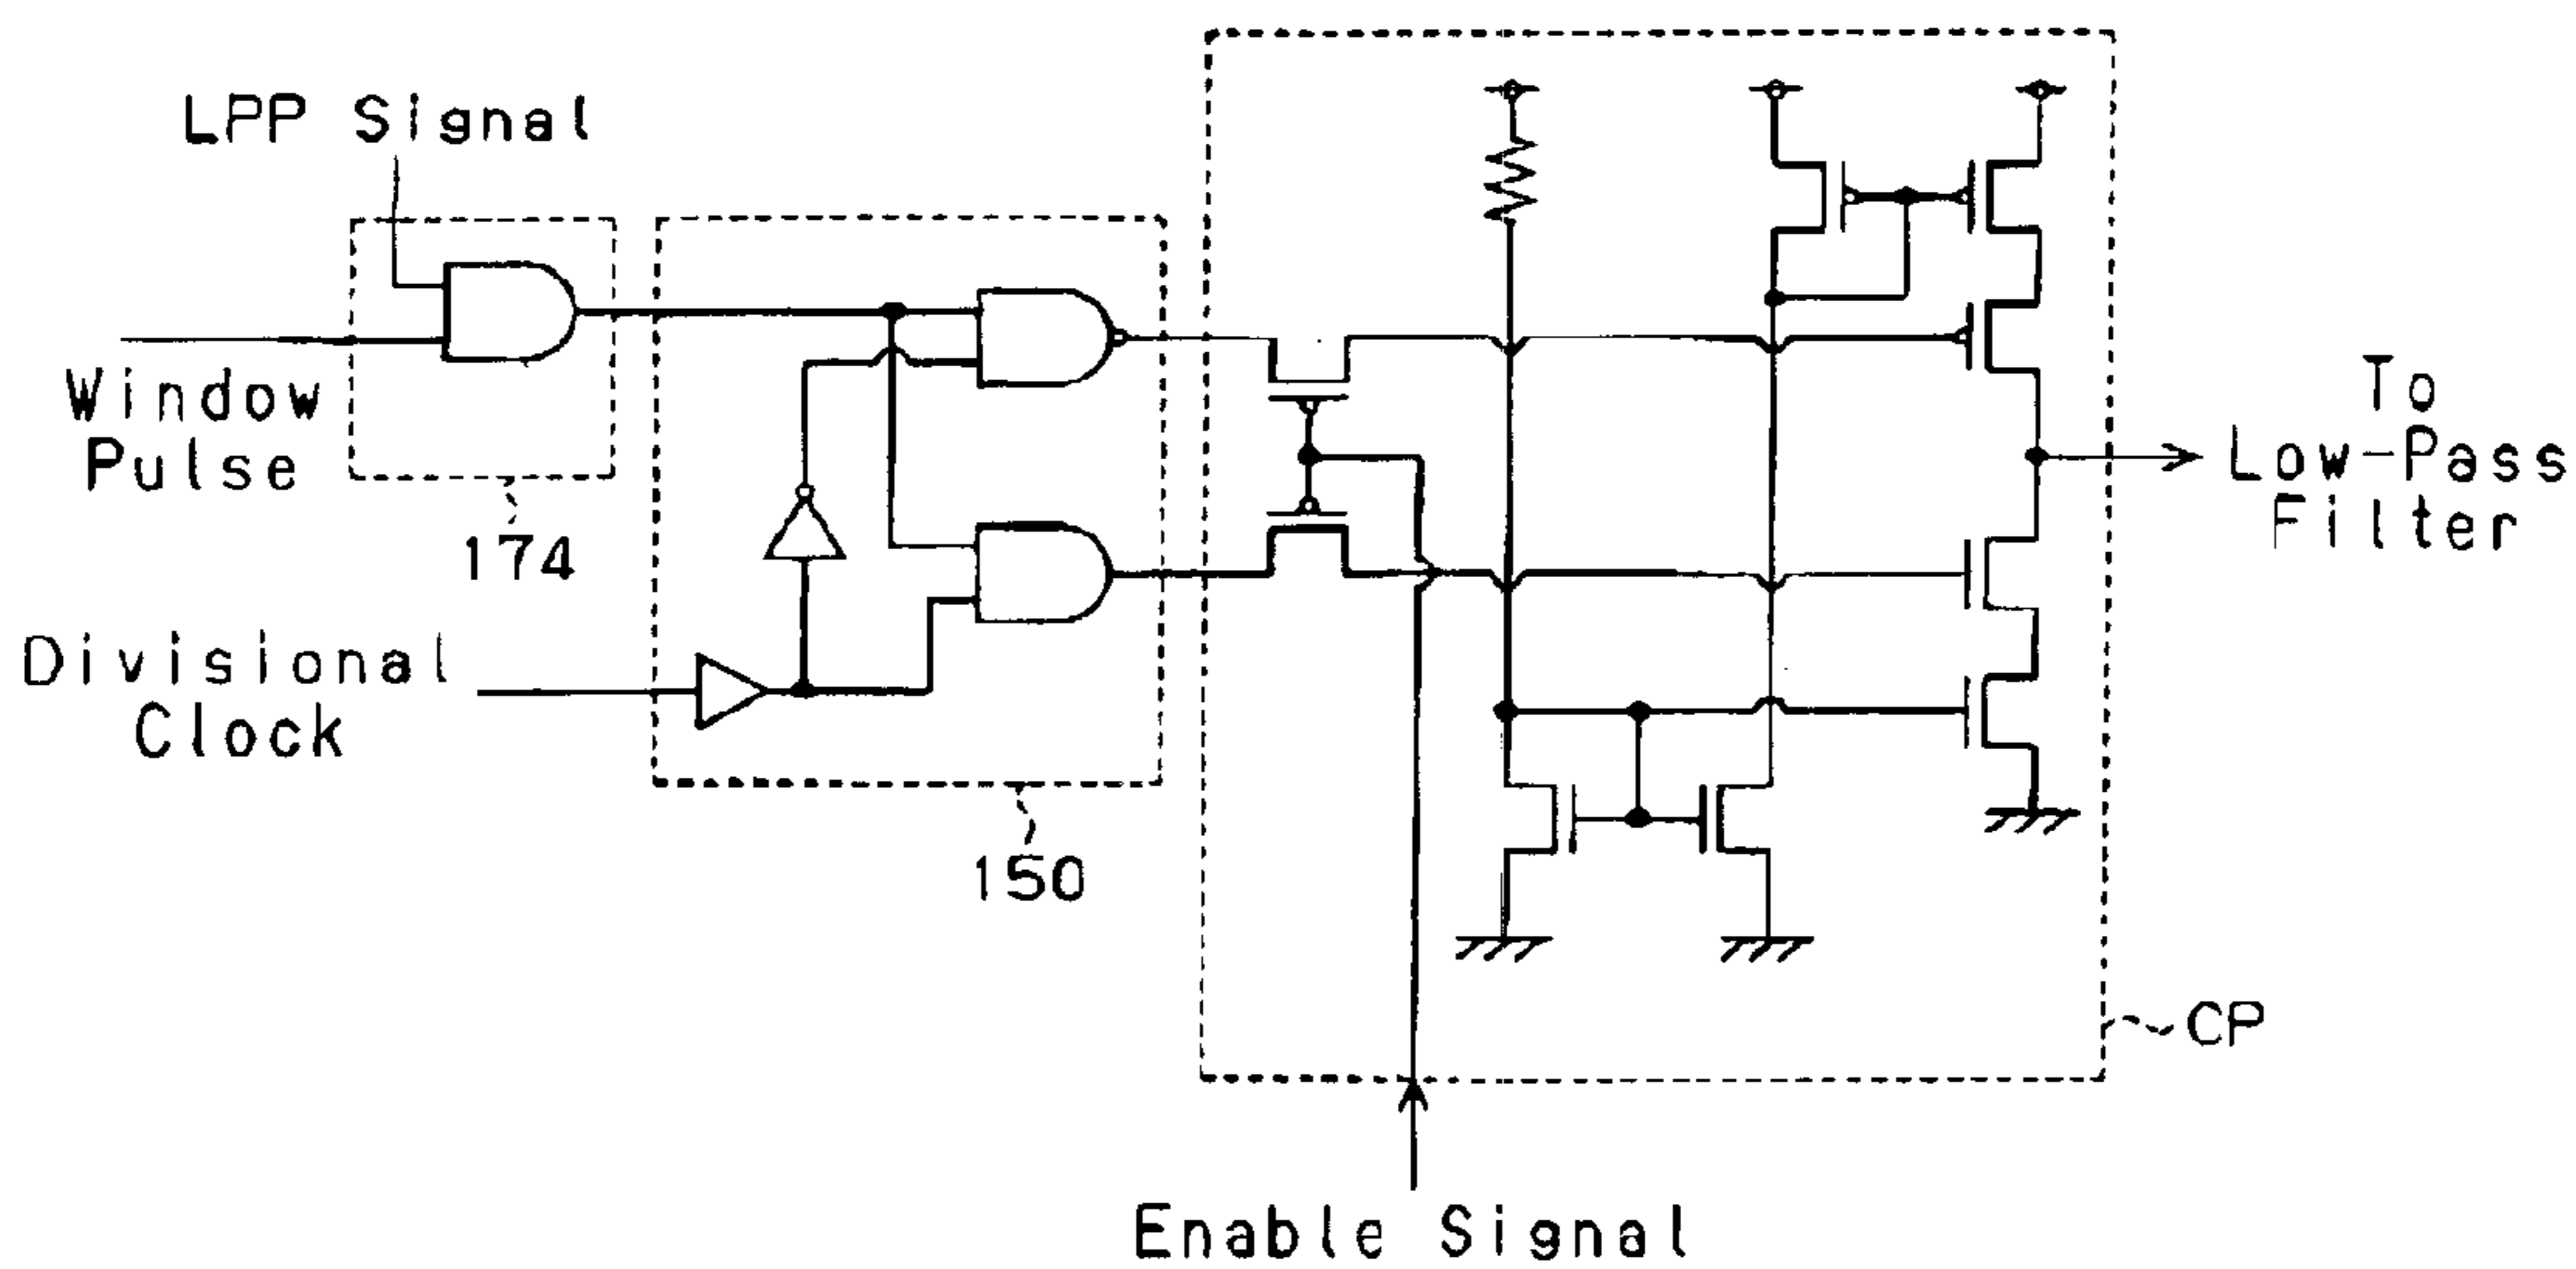 LPP Signal
Window
Pulse
174
Divisional
Clock
150
To
Low-Pass
Filter
CP
Enable Signal